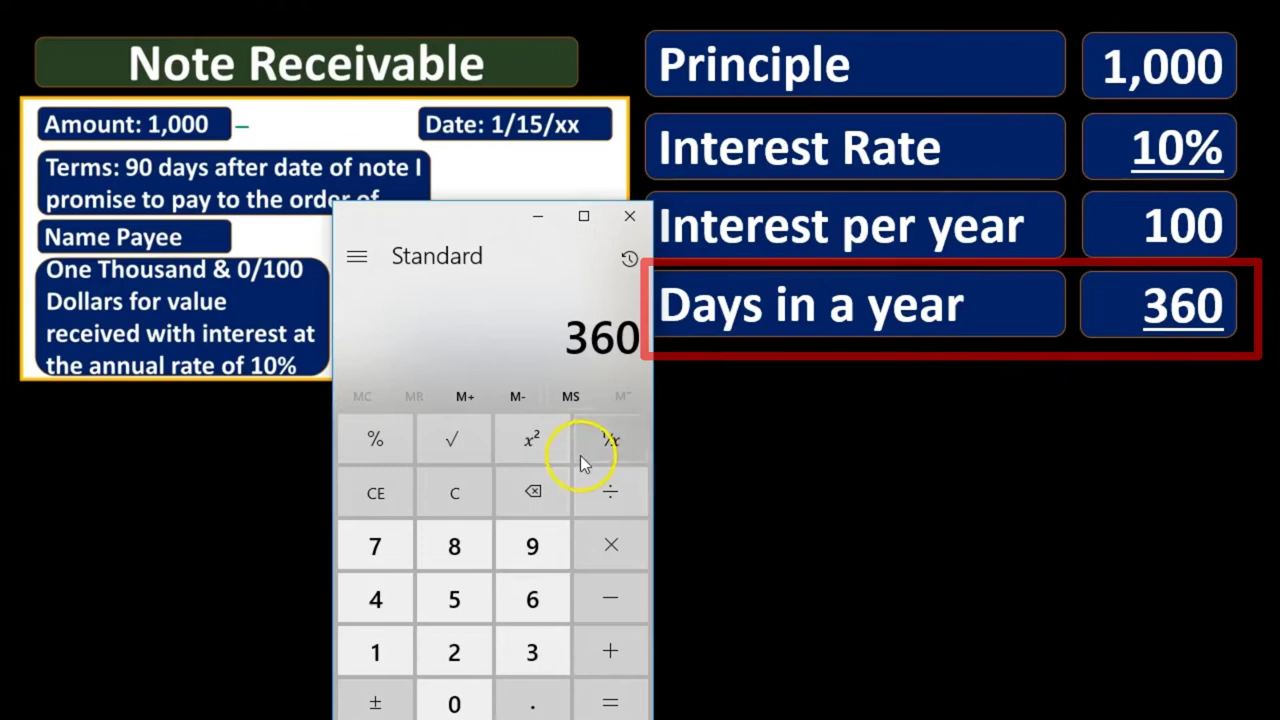 Note Receivable
Amount: 1,000
Date: 1/15/xx
Terms: 90 days after date of note I
promise to pay to the order of
Name Payee
One Thousand & 0/100
Dollars for value
received with interest at
the annual rate of 10%
Principle 1,000
Interest Rate 10%
Interest per year 100
Days in a year 360
Standard
360
MC MR M+ M- MS M˅
% √ x² ¹/x
CE C ⌫ ÷
7 8 9 ×
4 5 6 −
1 2 3 +
± 0 . =